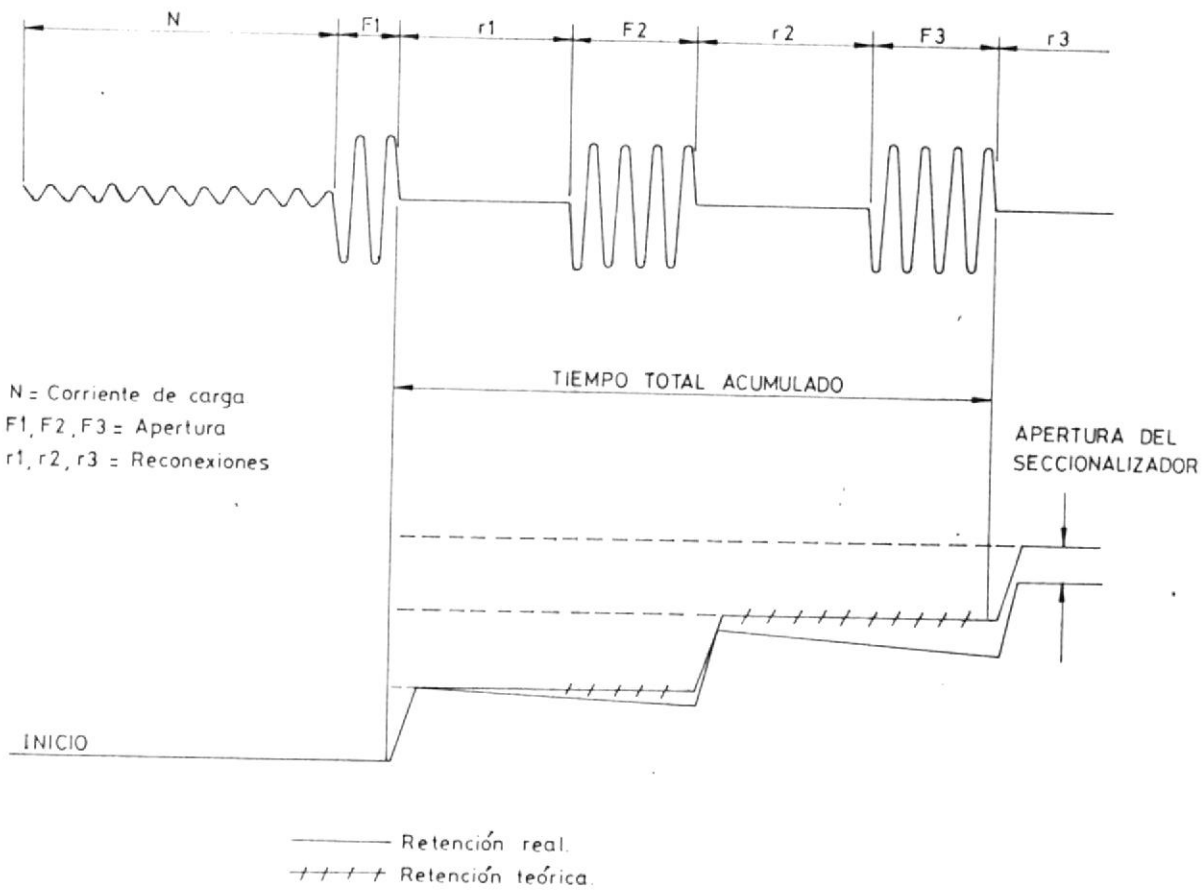 N F1 r1 F2 r2 F3 r3
TIEMPO TOTAL ACUMULADO
N = Corriente de carga
F1, F2, F3 = Apertura
r1, r2, r3 = Reconexiones
APERTURA DEL
SECCIONALIZADOR
INICIO
Retención real.
Retención teórica.